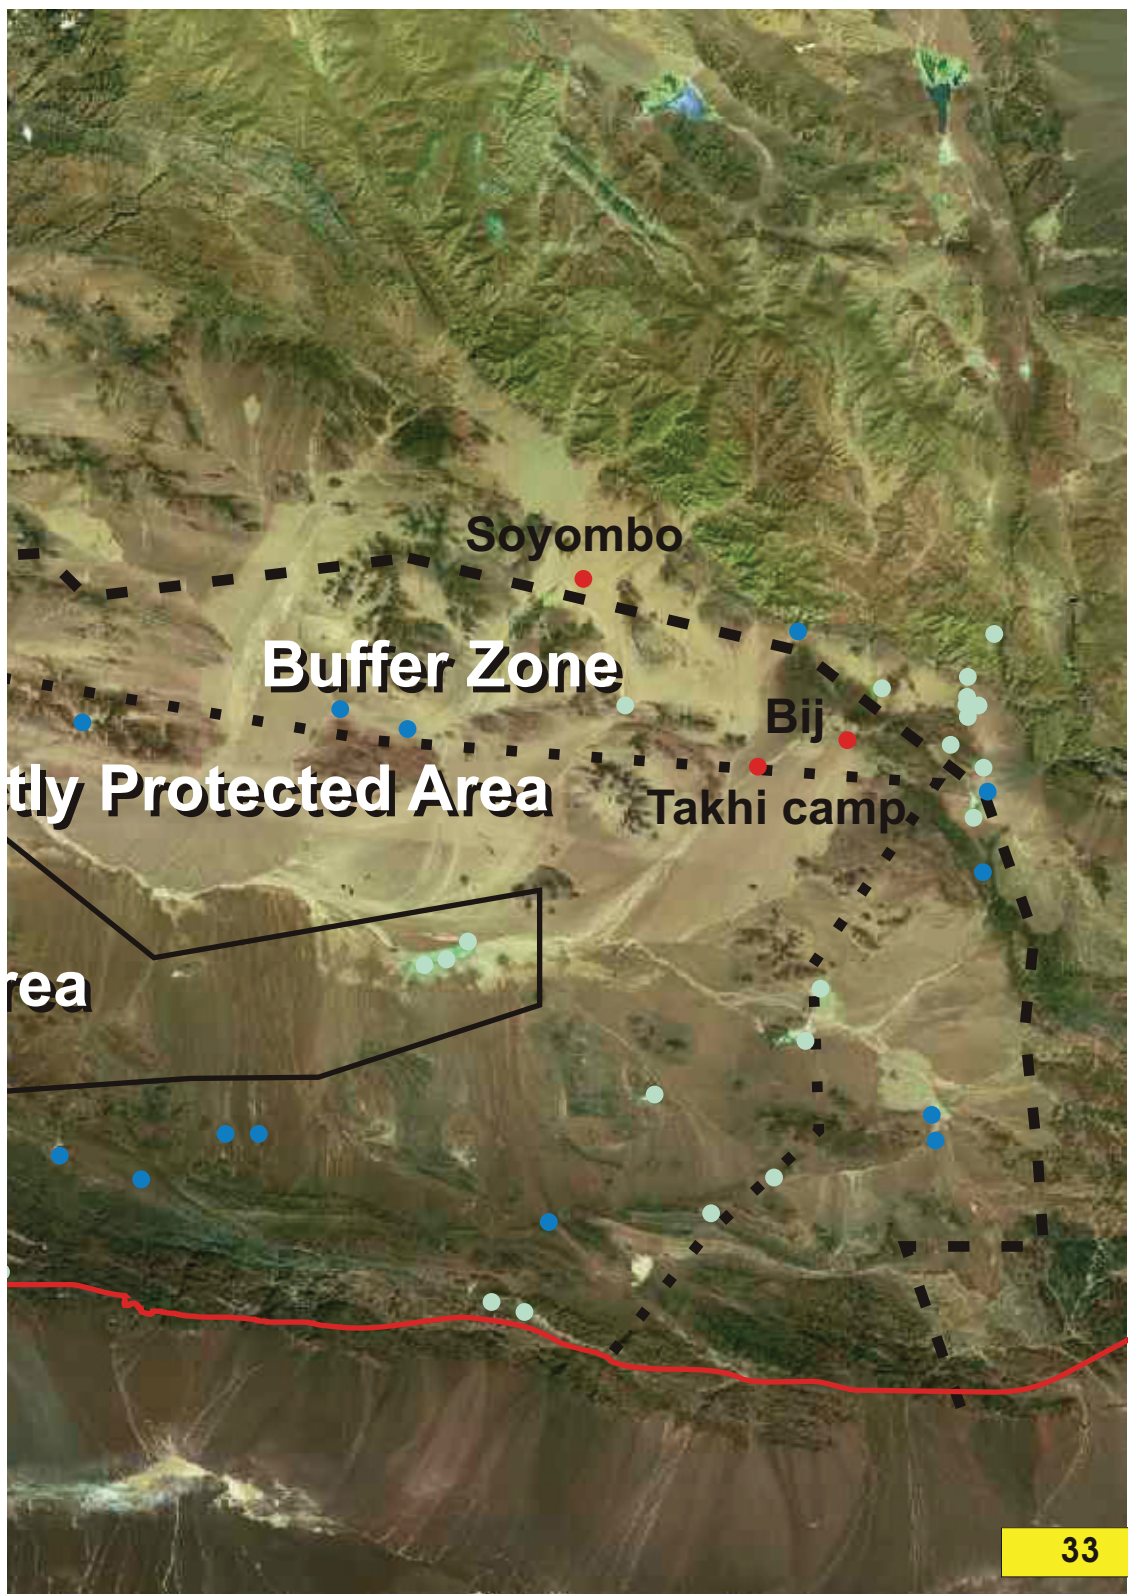 Soyombo
Buffer Zone
Bij
tly Protected Area
Takhi camp
rea
33